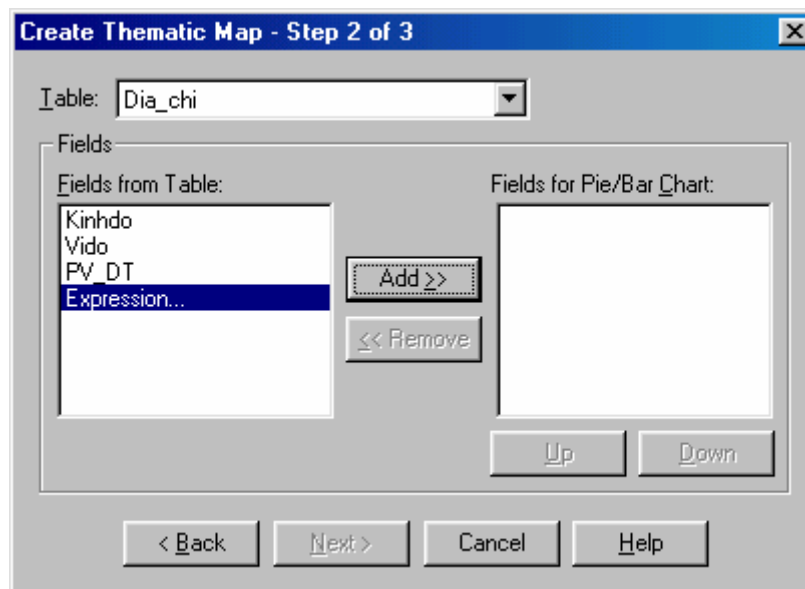 Create Thematic Map - Step 2 of 3
Table: Dia_chi
Fields
Fields from Table:
Fields for Pie/Bar Chart:
Kinhdo
Vido
PV_DT
Expression...
Add >>
<< Remove
Up Down
< Back Next > Cancel Help